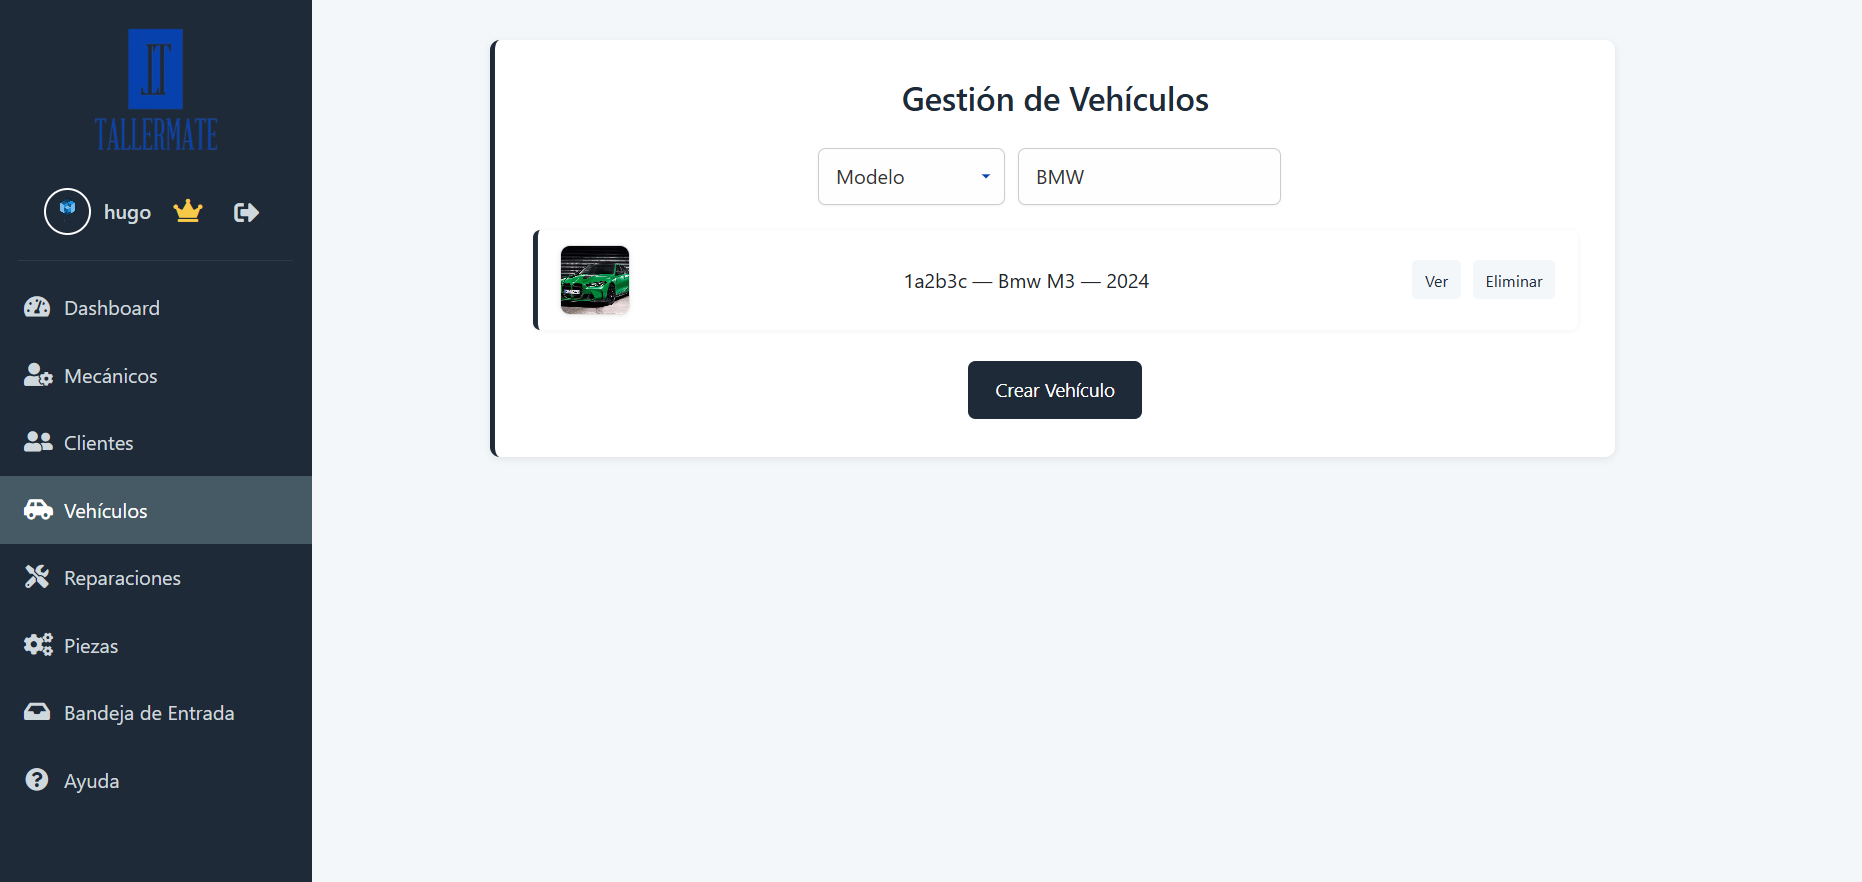 TALLERMATE
hugo
Dashboard
Mecánicos
Clientes
Vehículos
Reparaciones
Piezas
Bandeja de Entrada
Ayuda
Gestión de Vehículos
Modelo
BMW
1a2b3c — Bmw M3 — 2024
Ver
Eliminar
Crear Vehículo